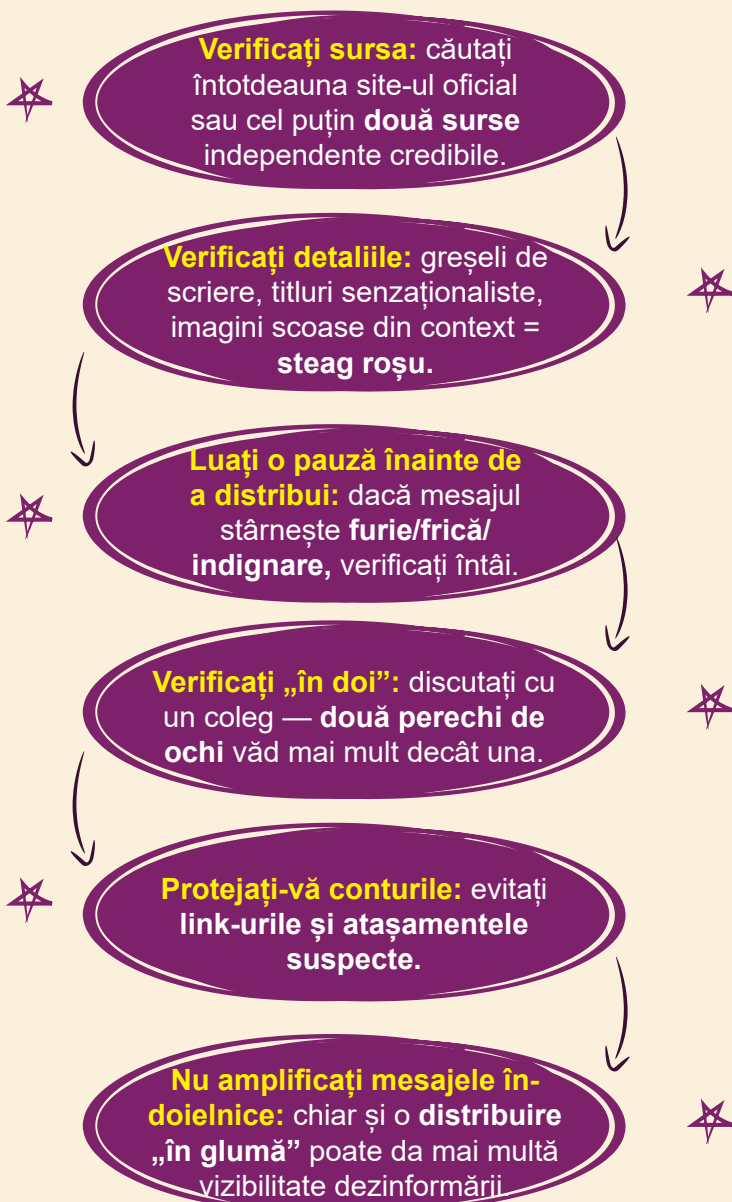 Verificați sursa: căutați
întotdeauna site-ul oficial
sau cel puțin două surse
independente credibile.
Verificați detaliile: greșeli de
scriere, titluri senzaționaliste,
imagini scoase din context =
steag roșu.
Luați o pauză înainte de
a distribui: dacă mesajul
stârnește furie/frică/
indignare, verificați întâi.
Verificați „în doi”: discutați cu
un coleg — două perechi de
ochi văd mai mult decât una.
Protejați-vă conturile: evitați
link-urile și atașamentele
suspecte.
Nu amplificați mesajele în-
doielnice: chiar și o distribuire
„în glumă” poate da mai multă
vizibilitate dezinformării.